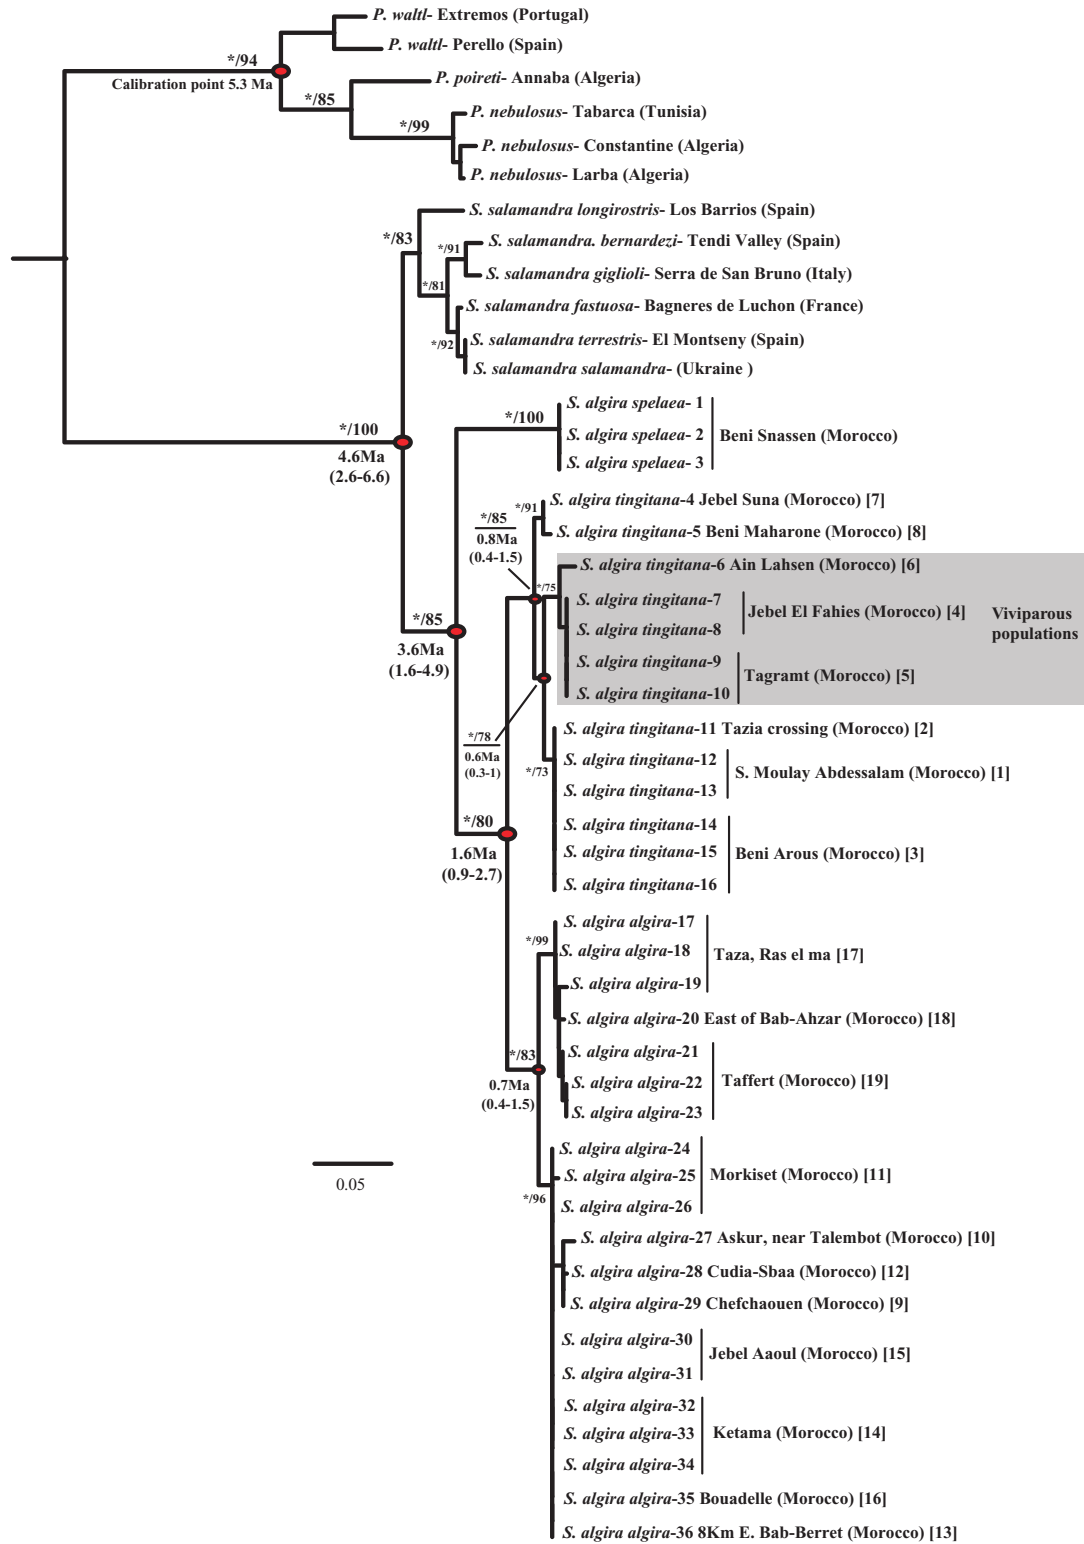 P. waltl- Extremos (Portugal)
P. waltl- Perello (Spain)
*/94
Calibration point 5.3 Ma
P. poireti- Annaba (Algeria)
*/85
P. nebulosus- Tabarca (Tunisia)
*/99
P. nebulosus- Constantine (Algeria)
P. nebulosus- Larba (Algeria)
S. salamandra longirostris- Los Barrios (Spain)
*/83
*/91
S. salamandra. bernardezi- Tendi Valley (Spain)
S. salamandra giglioli- Serra de San Bruno (Italy)
*/81
S. salamandra fastuosa- Bagneres de Luchon (France)
*/92
S. salamandra terrestris- El Montseny (Spain)
S. salamandra salamandra- (Ukraine )
*/100
4.6Ma
(2.6-6.6)
*/100
S. algira spelaea- 1
S. algira spelaea- 2
S. algira spelaea- 3
Beni Snassen (Morocco)
*/85
3.6Ma
(1.6-4.9)
*/91
S. algira tingitana-4 Jebel Suna (Morocco) [7]
S. algira tingitana-5 Beni Maharone (Morocco) [8]
*/85
0.8Ma
(0.4-1.5)
*/75
S. algira tingitana-6 Ain Lahsen (Morocco) [6]
S. algira tingitana-7
S. algira tingitana-8
Jebel El Fahies (Morocco) [4]
Viviparous
populations
S. algira tingitana-9
S. algira tingitana-10
Tagramt (Morocco) [5]
*/78
0.6Ma
(0.3-1)
*/73
S. algira tingitana-11 Tazia crossing (Morocco) [2]
S. algira tingitana-12
S. algira tingitana-13
S. Moulay Abdessalam (Morocco) [1]
S. algira tingitana-14
S. algira tingitana-15
S. algira tingitana-16
Beni Arous (Morocco) [3]
*/80
1.6Ma
(0.9-2.7)
*/99
S. algira algira-17
S. algira algira-18
S. algira algira-19
Taza, Ras el ma [17]
S. algira algira-20 East of Bab-Ahzar (Morocco) [18]
S. algira algira-21
S. algira algira-22
S. algira algira-23
Taffert (Morocco) [19]
*/83
0.7Ma
(0.4-1.5)
*/96
S. algira algira-24
S. algira algira-25
S. algira algira-26
Morkiset (Morocco) [11]
S. algira algira-27 Askur, near Talembot (Morocco) [10]
S. algira algira-28 Cudia-Sbaa (Morocco) [12]
S. algira algira-29 Chefchaouen (Morocco) [9]
S. algira algira-30
S. algira algira-31
Jebel Aaoul (Morocco) [15]
S. algira algira-32
S. algira algira-33
S. algira algira-34
Ketama (Morocco) [14]
S. algira algira-35 Bouadelle (Morocco) [16]
S. algira algira-36 8Km E. Bab-Berret (Morocco) [13]
0.05